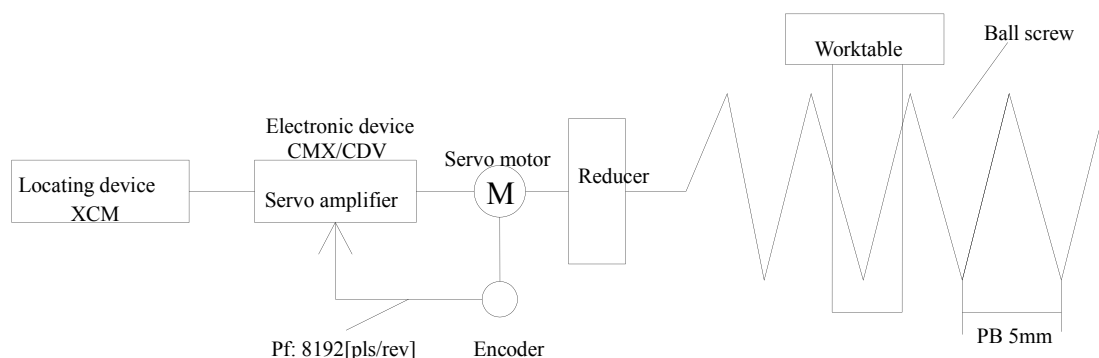 Worktable
Ball screw
Electronic device
CMX/CDV
Servo motor
Locating device
XCM
Servo amplifier
M
Reducer
Pf: 8192[pls/rev]
Encoder
PB 5mm